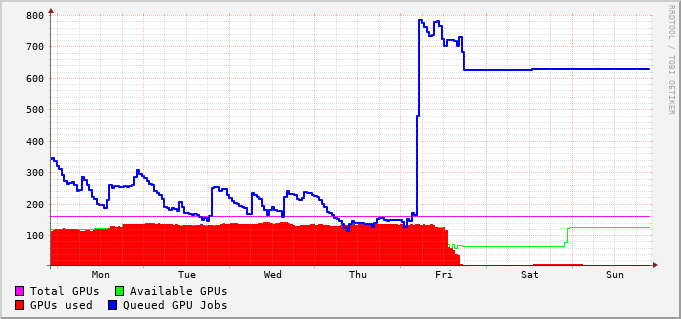 800
700
600
500
400
300
200
100
Mon Tue Wed Thu Fri Sat Sun
Total GPUs Available GPUs
GPUs used Queued GPU Jobs
RRDTOOL / TOBI OETIKER